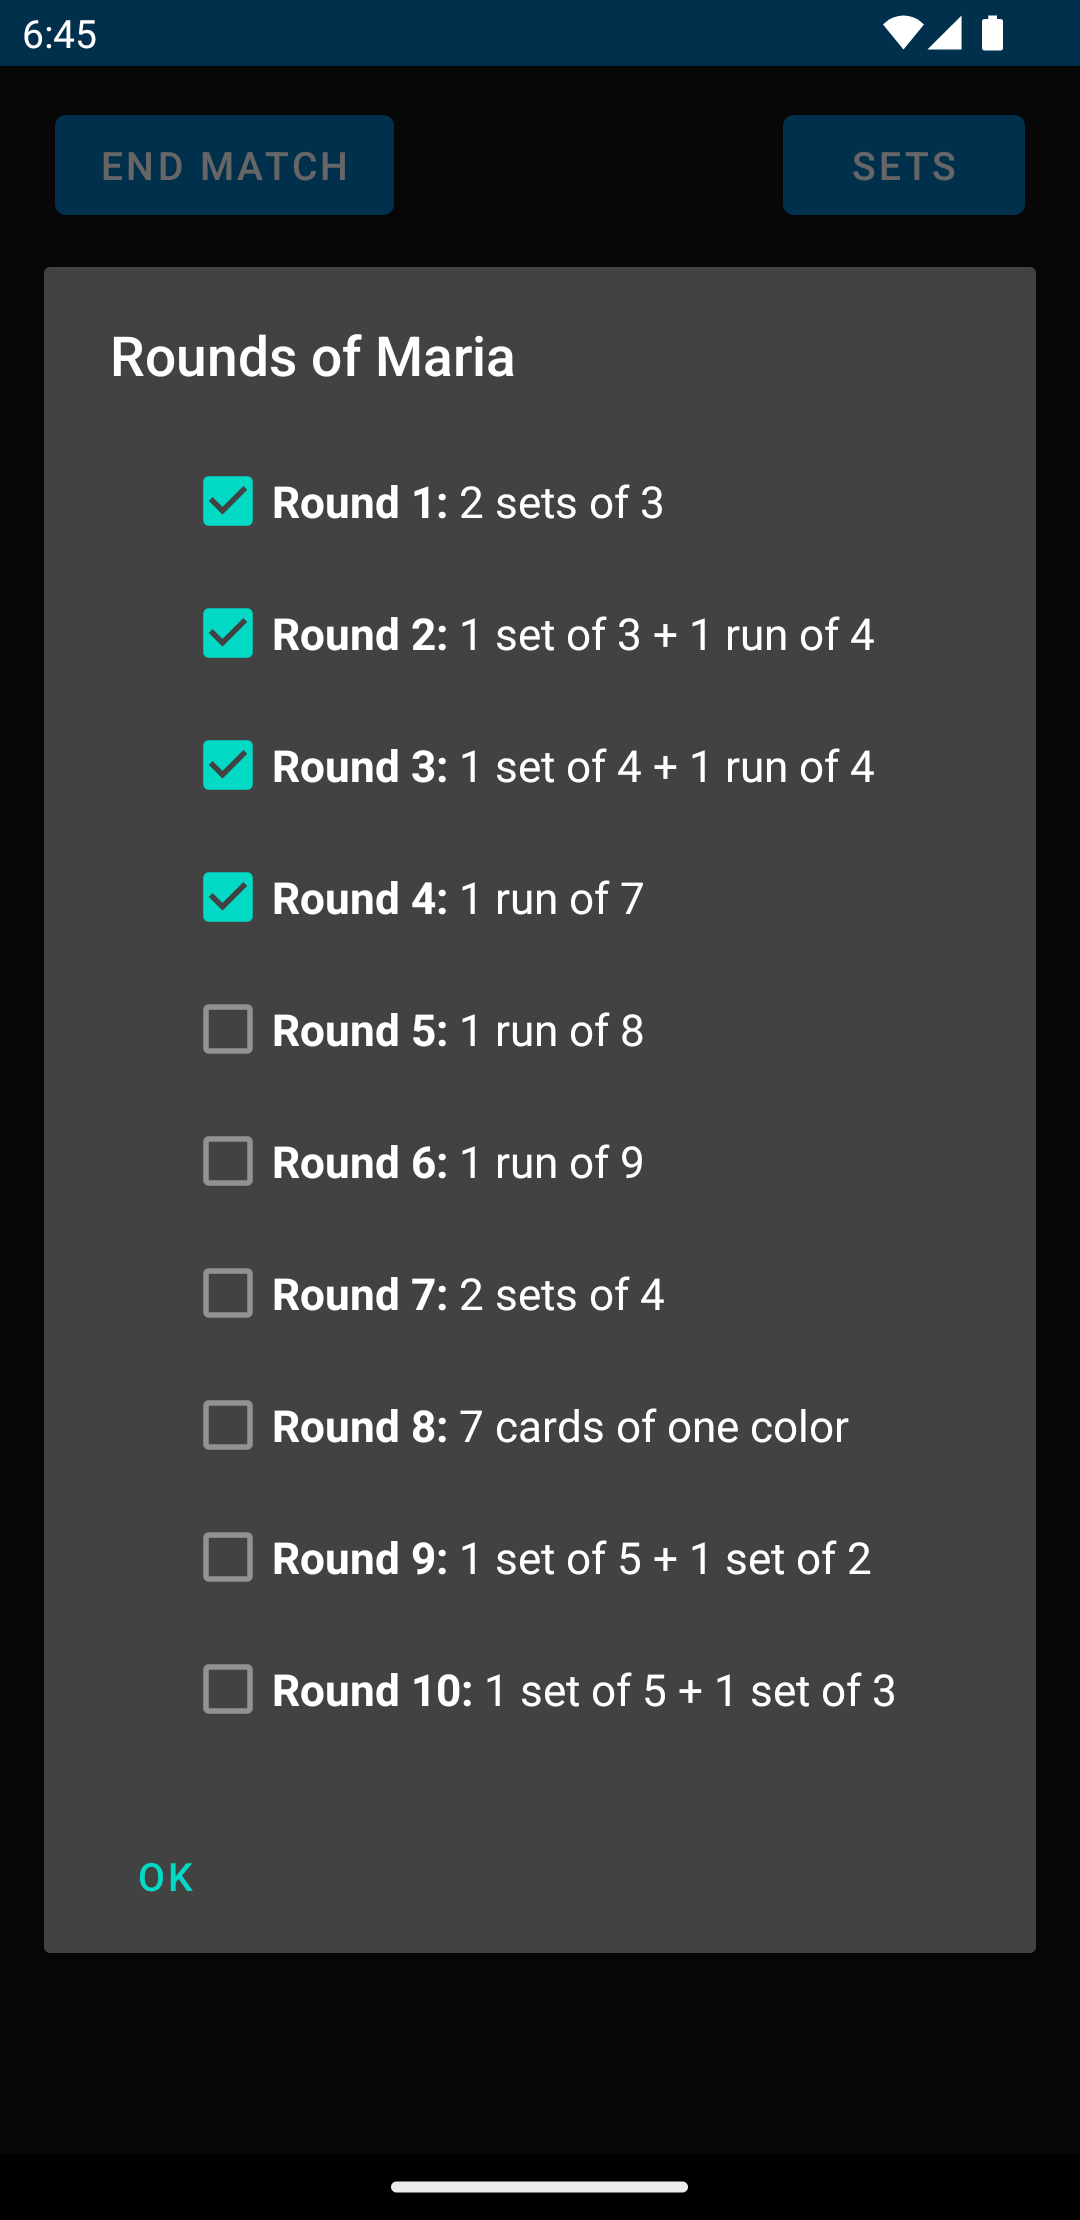 6:45
END MATCH
SETS
Rounds of Maria
Round 1: 2 sets of 3
Round 2: 1 set of 3 + 1 run of 4
Round 3: 1 set of 4 + 1 run of 4
Round 4: 1 run of 7
Round 5: 1 run of 8
Round 6: 1 run of 9
Round 7: 2 sets of 4
Round 8: 7 cards of one color
Round 9: 1 set of 5 + 1 set of 2
Round 10: 1 set of 5 + 1 set of 3
OK